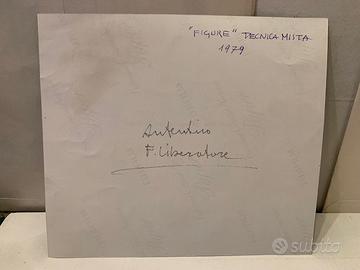 "FIGURE" TECNICA MISTA
1979
Autentico
F. Liberatore
subito